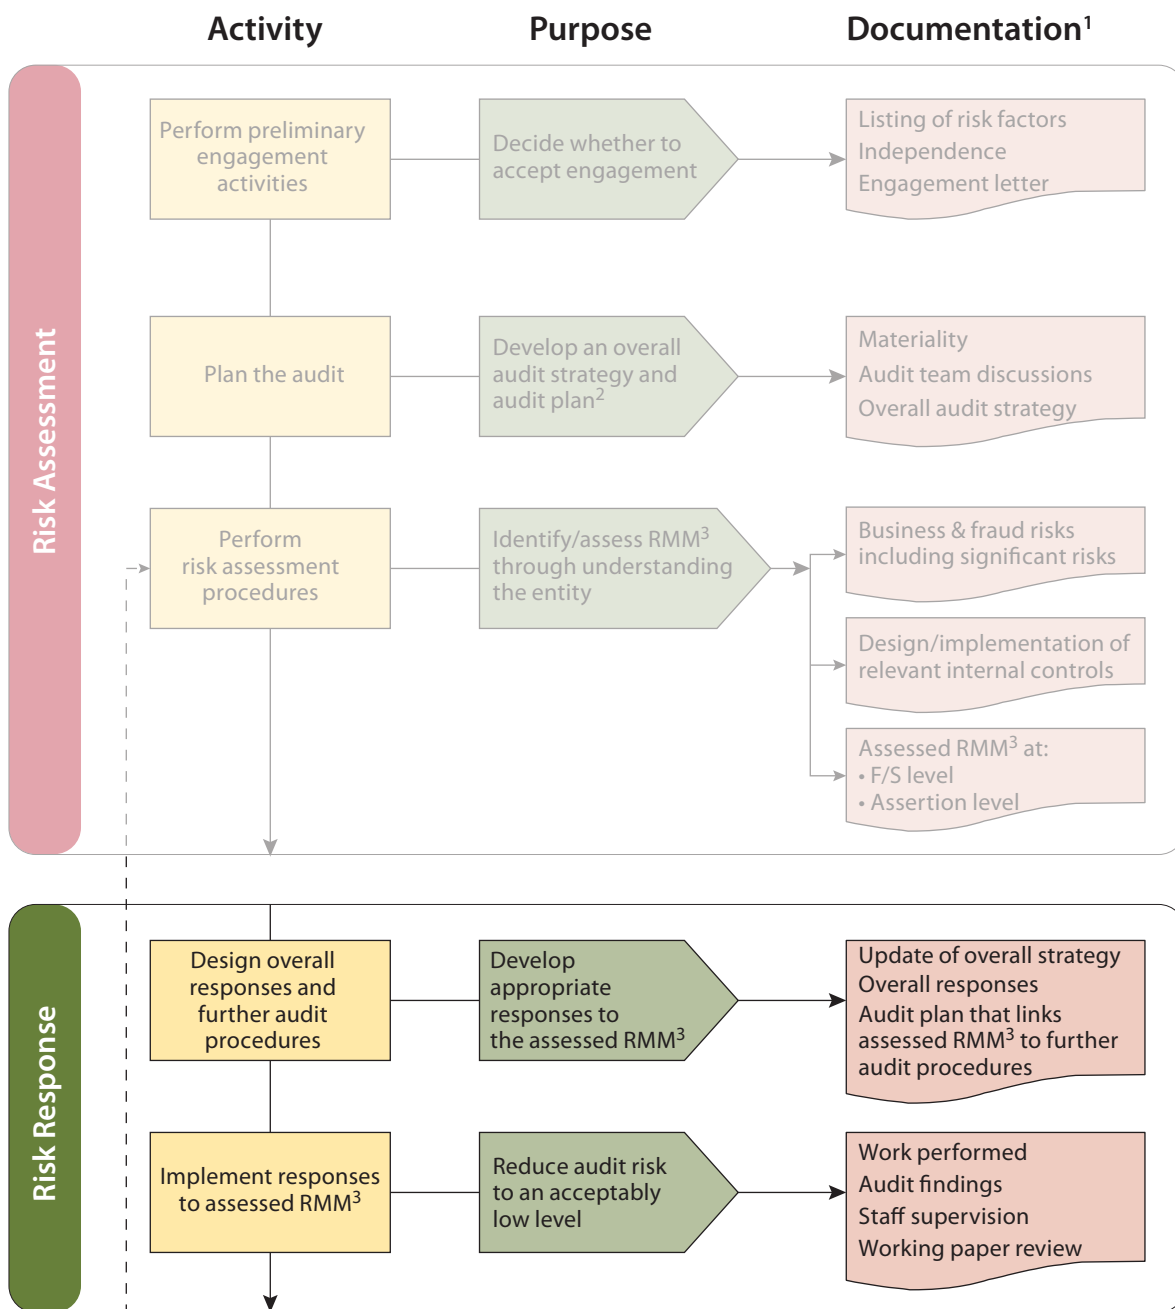 Activity
Purpose
Documentation¹
Risk Assessment
Perform preliminary
engagement
activities
Decide whether to
accept engagement
Listing of risk factors
Independence
Engagement letter
Plan the audit
Develop an overall
audit strategy and
audit plan²
Materiality
Audit team discussions
Overall audit strategy
Perform
risk assessment
procedures
Identify/assess RMM³
through understanding
the entity
Business & fraud risks
including significant risks
Design/implementation of
relevant internal controls
Assessed RMM³ at:
• F/S level
• Assertion level
Risk Response
Design overall
responses and
further audit
procedures
Develop
appropriate
responses to
the assessed RMM³
Update of overall strategy
Overall responses
Audit plan that links
assessed RMM³ to further
audit procedures
Implement responses
to assessed RMM³
Reduce audit risk
to an acceptably
low level
Work performed
Audit findings
Staff supervision
Working paper review